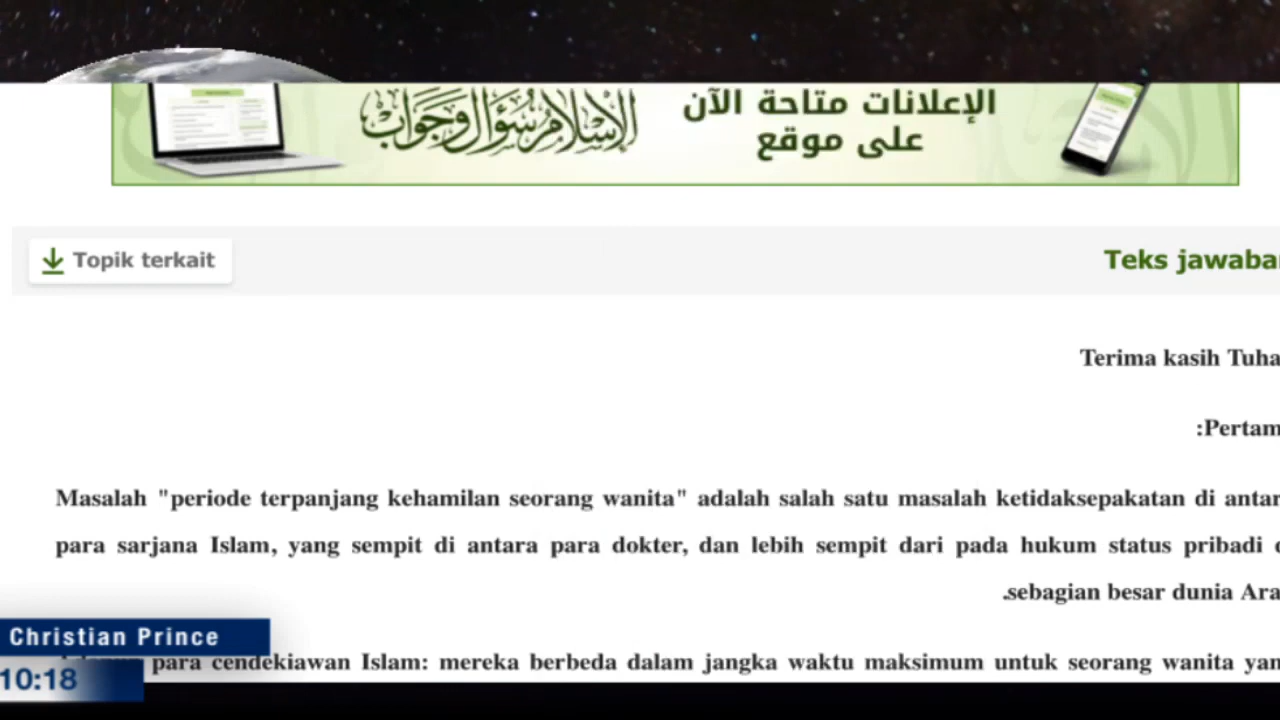 الإسلام سؤال وجواب
الإعلانات متاحة الآن
على موقع
Topik terkait
Teks jawaban
Terima kasih Tuha
:Pertam
Masalah "periode terpanjang kehamilan seorang wanita" adalah salah satu masalah ketidaksepakatan di antar
para sarjana Islam, yang sempit di antara para dokter, dan lebih sempit dari pada hukum status pribadi d
.sebagian besar dunia Ara
para cendekiawan Islam: mereka berbeda dalam jangka waktu maksimum untuk seorang wanita yan
Christian Prince
10:18